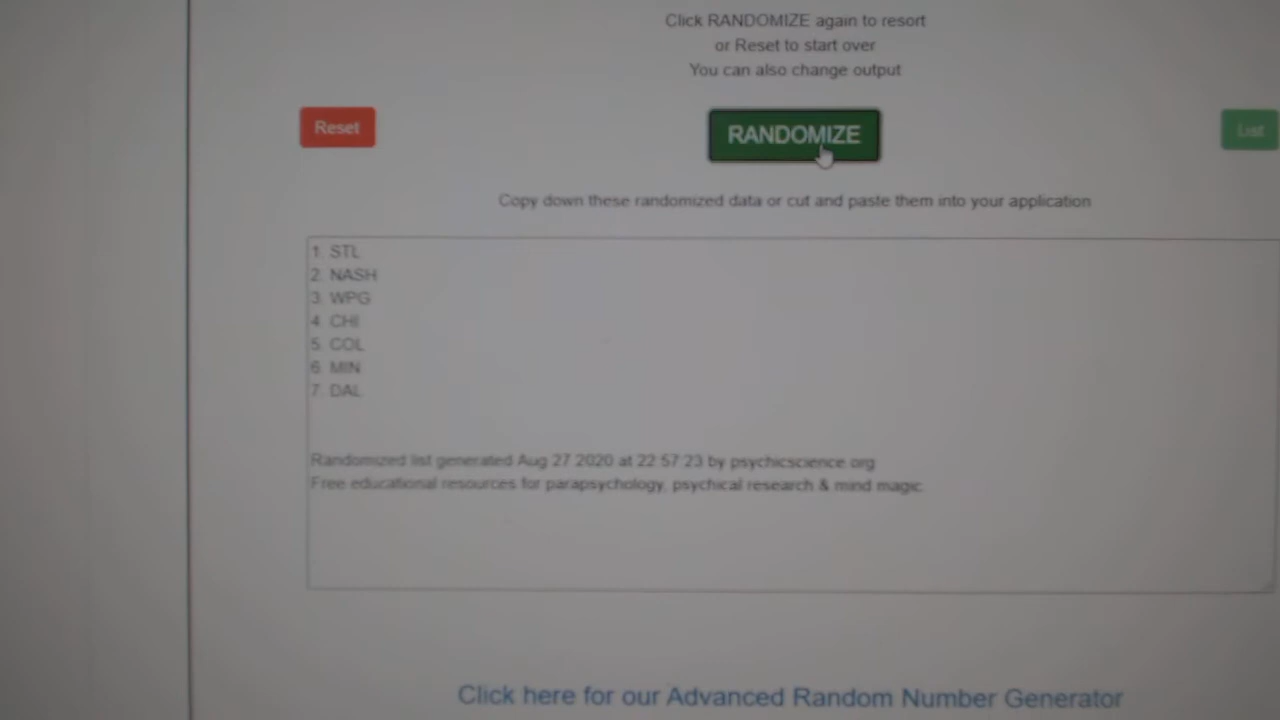 Click RANDOMIZE again to resort
or Reset to start over
You can also change output
Reset
RANDOMIZE
List
Copy down these randomized data or cut and paste them into your application
1. STL
2. NASH
3. WPG
4. CHI
5. COL
6. MIN
7. DAL
Randomized list generated Aug 27 2020 at 22:57:23 by psychicscience.org
Free educational resources for parapsychology, psychical research & mind magic.
Click here for our Advanced Random Number Generator